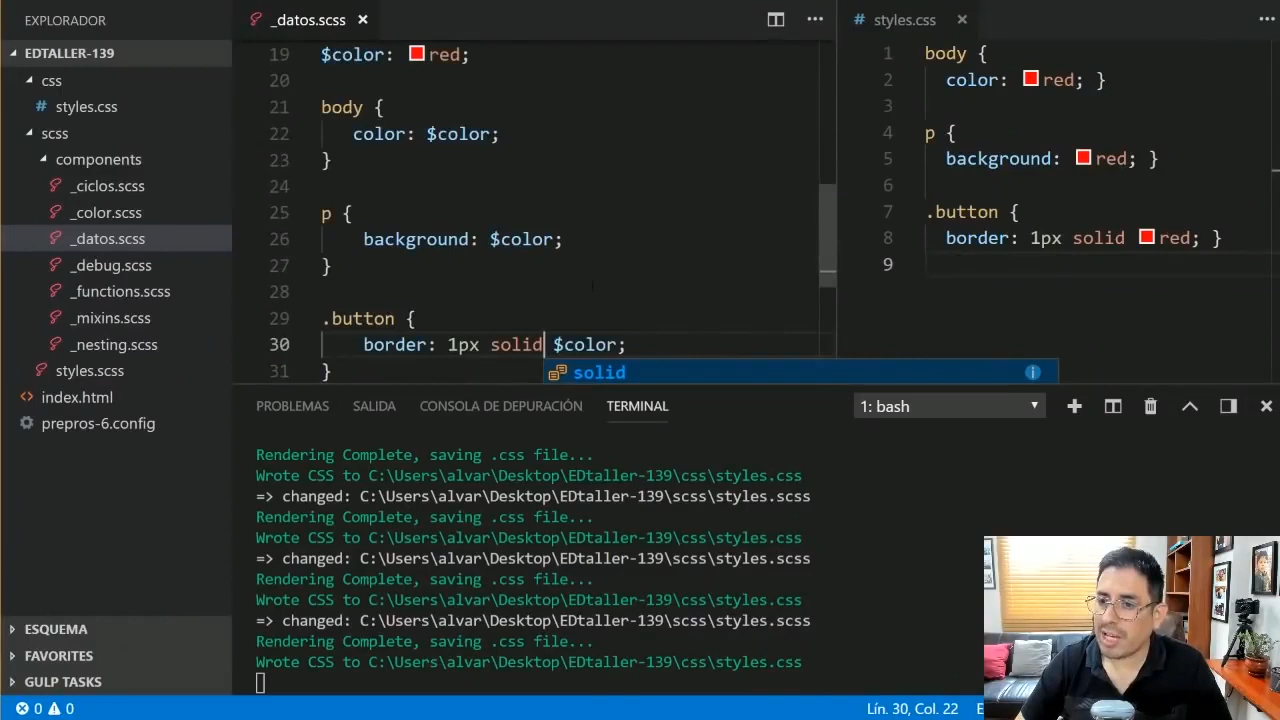 EXPLORADOR
EDTALLER-139
css
# styles.css
scss
components
_ciclos.scss
_color.scss
_datos.scss
_debug.scss
_functions.scss
_mixins.scss
_nesting.scss
styles.scss
<> index.html
prepros-6.config
ESQUEMA
FAVORITES
GULP TASKS
_datos.scss ×
19 $color: red;
20
21 body {
22 color: $color;
23 }
24
25 p {
26 background: $color;
27 }
28
29 .button {
30 border: 1px solid $color;
31 }
solid
# styles.css ×
1 body {
2 color: red; }
3
4 p {
5 background: red; }
6
7 .button {
8 border: 1px solid red; }
9
PROBLEMAS SALIDA CONSOLA DE DEPURACIÓN TERMINAL 1: bash
Rendering Complete, saving .css file...
Wrote CSS to C:\Users\alvar\Desktop\EDtaller-139\css\styles.css
=> changed: C:\Users\alvar\Desktop\EDtaller-139\scss\styles.scss
Rendering Complete, saving .css file...
Wrote CSS to C:\Users\alvar\Desktop\EDtaller-139\css\styles.css
=> changed: C:\Users\alvar\Desktop\EDtaller-139\scss\styles.scss
Rendering Complete, saving .css file...
Wrote CSS to C:\Users\alvar\Desktop\EDtaller-139\css\styles.css
=> changed: C:\Users\alvar\Desktop\EDtaller-139\scss\styles.scss
Rendering Complete, saving .css file...
Wrote CSS to C:\Users\alvar\Desktop\EDtaller-139\css\styles.css
0 0 Lín. 30, Col. 22